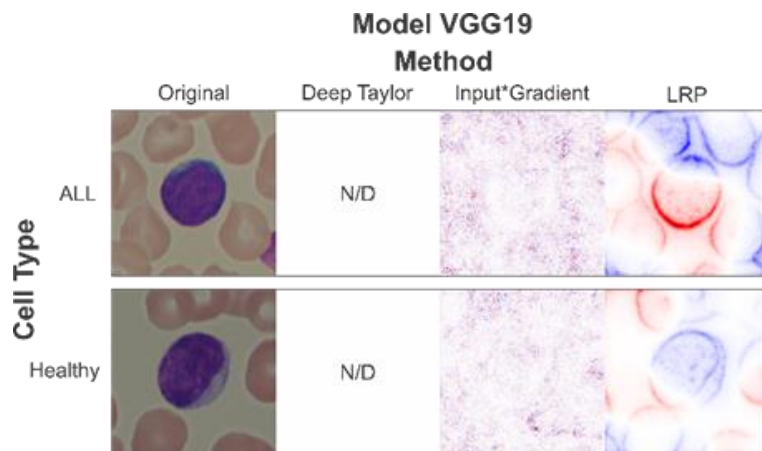 Model VGG19
Method
Original Deep Taylor Input*Gradient LRP
Cell Type
ALL N/D
Healthy N/D